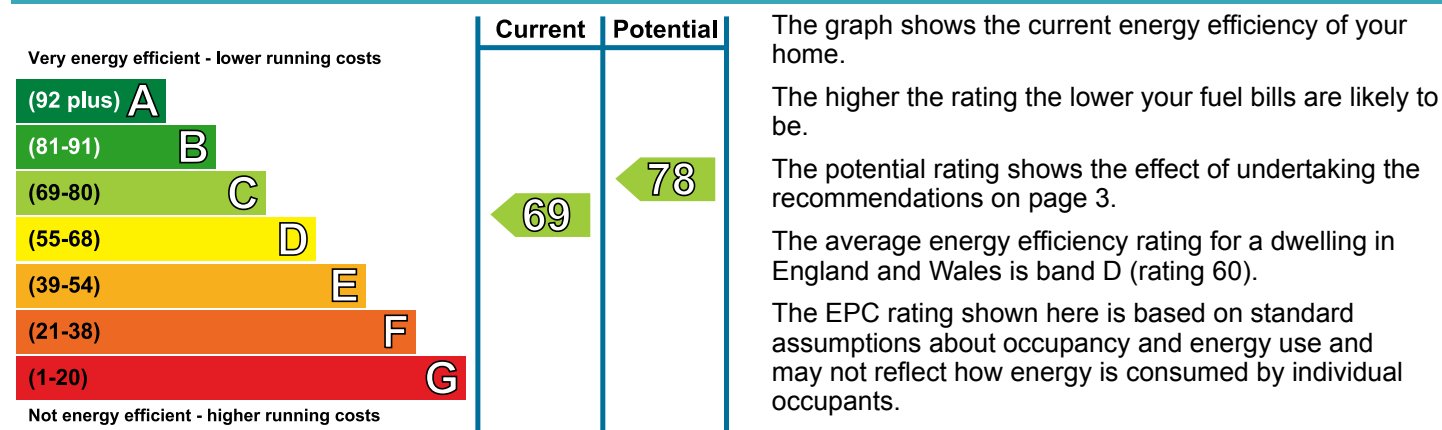 Current Potential
Very energy efficient - lower running costs
(92 plus) A
(81-91) B
(69-80) C
(55-68) D
(39-54) E
(21-38) F
(1-20) G
Not energy efficient - higher running costs
69
78
The graph shows the current energy efficiency of your
home.
The higher the rating the lower your fuel bills are likely to
be.
The potential rating shows the effect of undertaking the
recommendations on page 3.
The average energy efficiency rating for a dwelling in
England and Wales is band D (rating 60).
The EPC rating shown here is based on standard
assumptions about occupancy and energy use and
may not reflect how energy is consumed by individual
occupants.